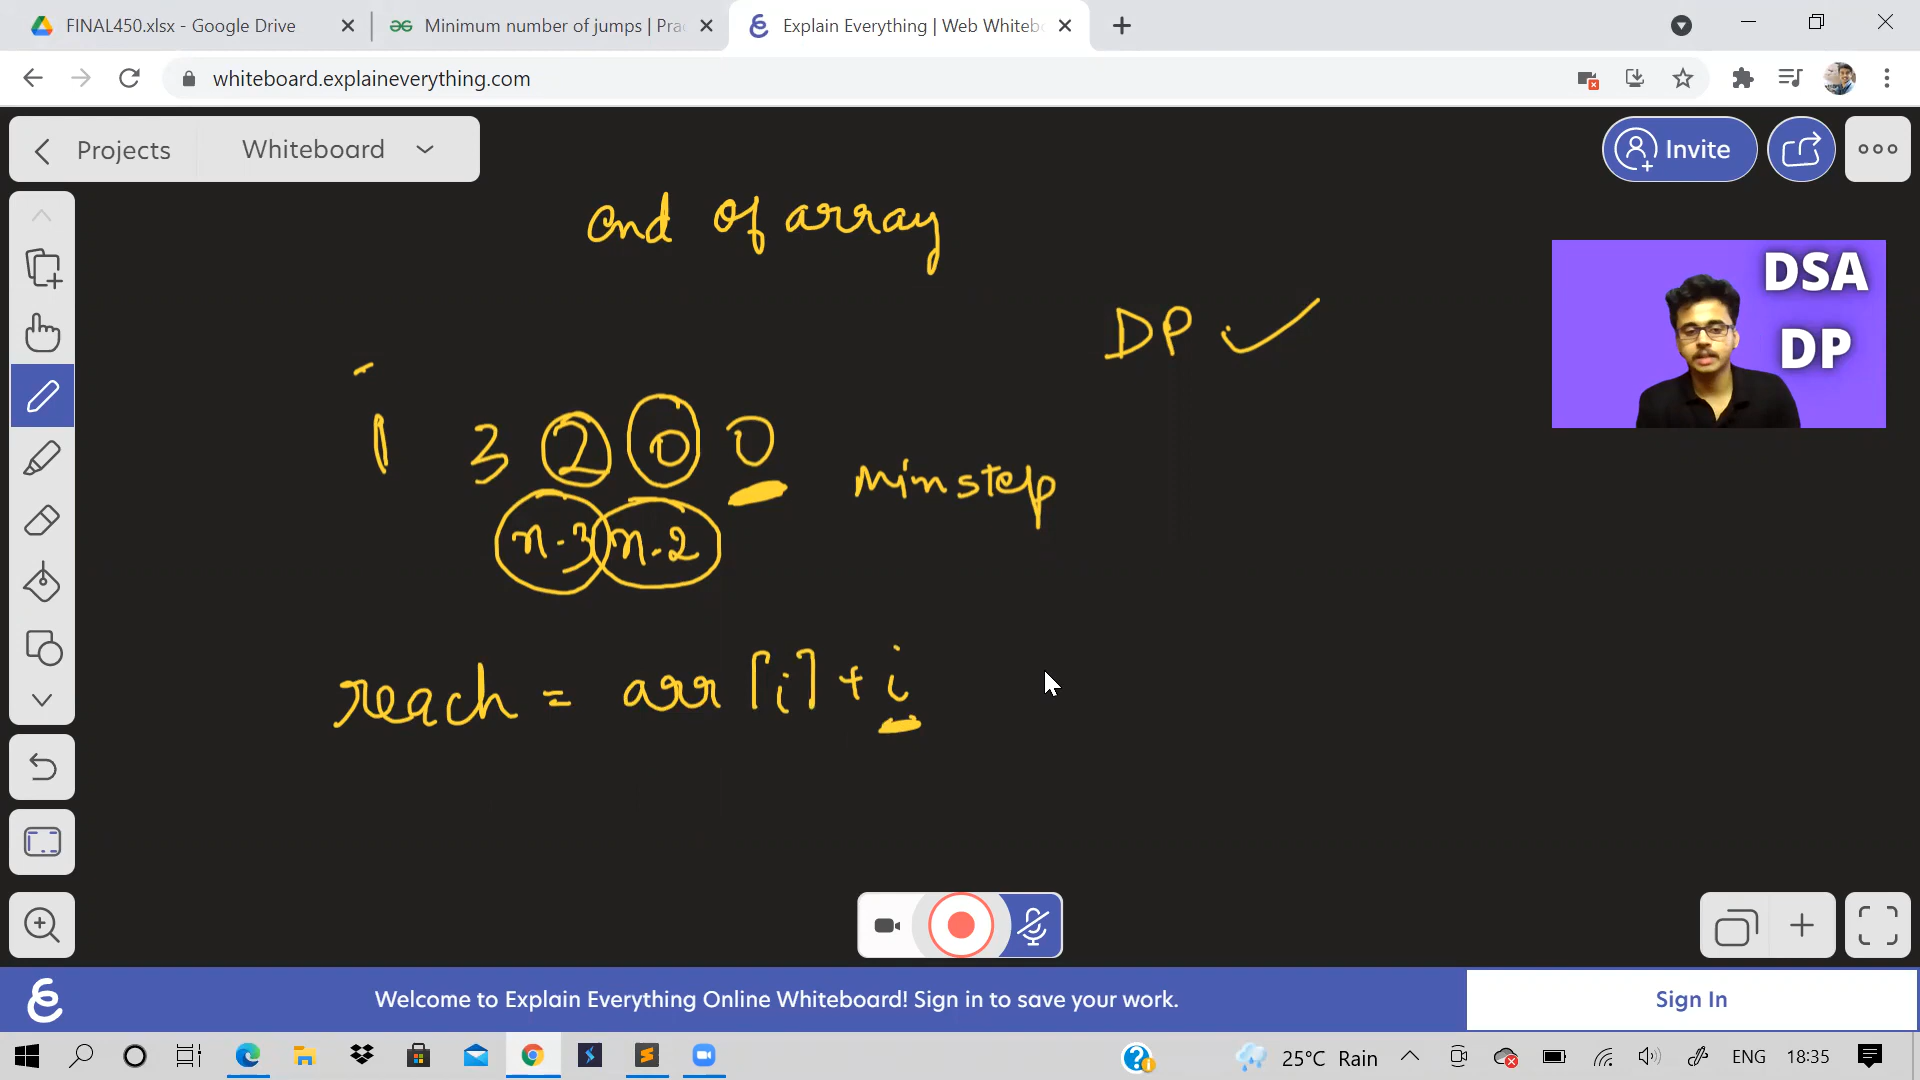 FINAL450.xlsx - Google Drive
Minimum number of jumps | Prac
Explain Everything | Web Whiteb
whiteboard.explaineverything.com
Projects
Whiteboard
Invite
end of array
DSA
DP
DP ✓
1 3 2 0 0
Minstep
n-3 n-2
reach = arr [i] + i
Welcome to Explain Everything Online Whiteboard! Sign in to save your work.
Sign In
25°C Rain
ENG
18:35